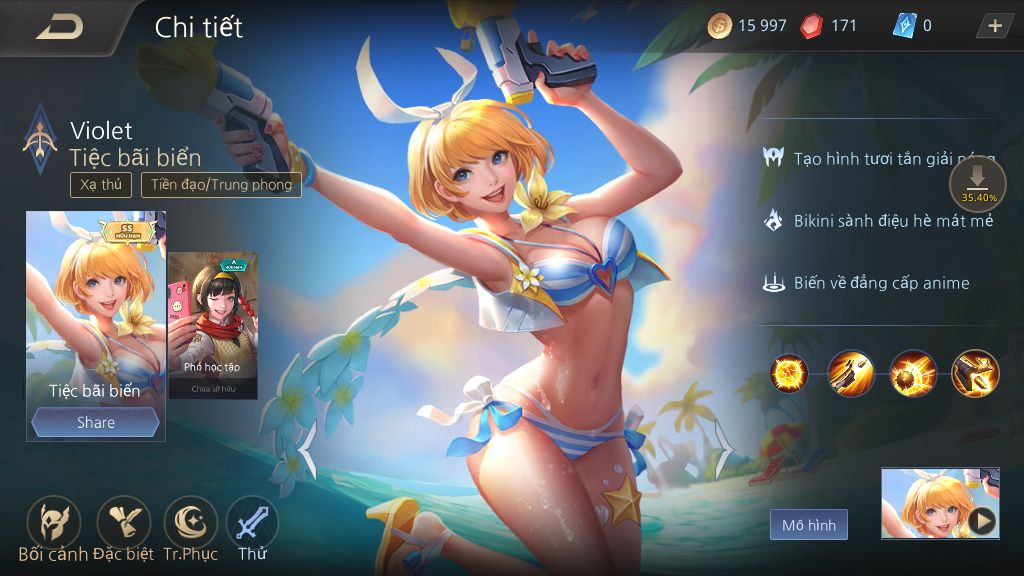 Chi tiết
15 997
171
0
Violet
Tiệc bãi biển
Xạ thủ
Tiền đạo/Trung phong
Tạo hình tươi tắn giải nóng
35.40%
Bikini sành điệu hè mát mẻ
Biến về đẳng cấp anime
SS
HỮU HẠN
Tiệc bãi biển
Share
A
HỮU HẠN
Phó học tập
Chưa sở hữu
Mô hình
Bối cảnh
Đặc biệt
Tr.Phục
Thử